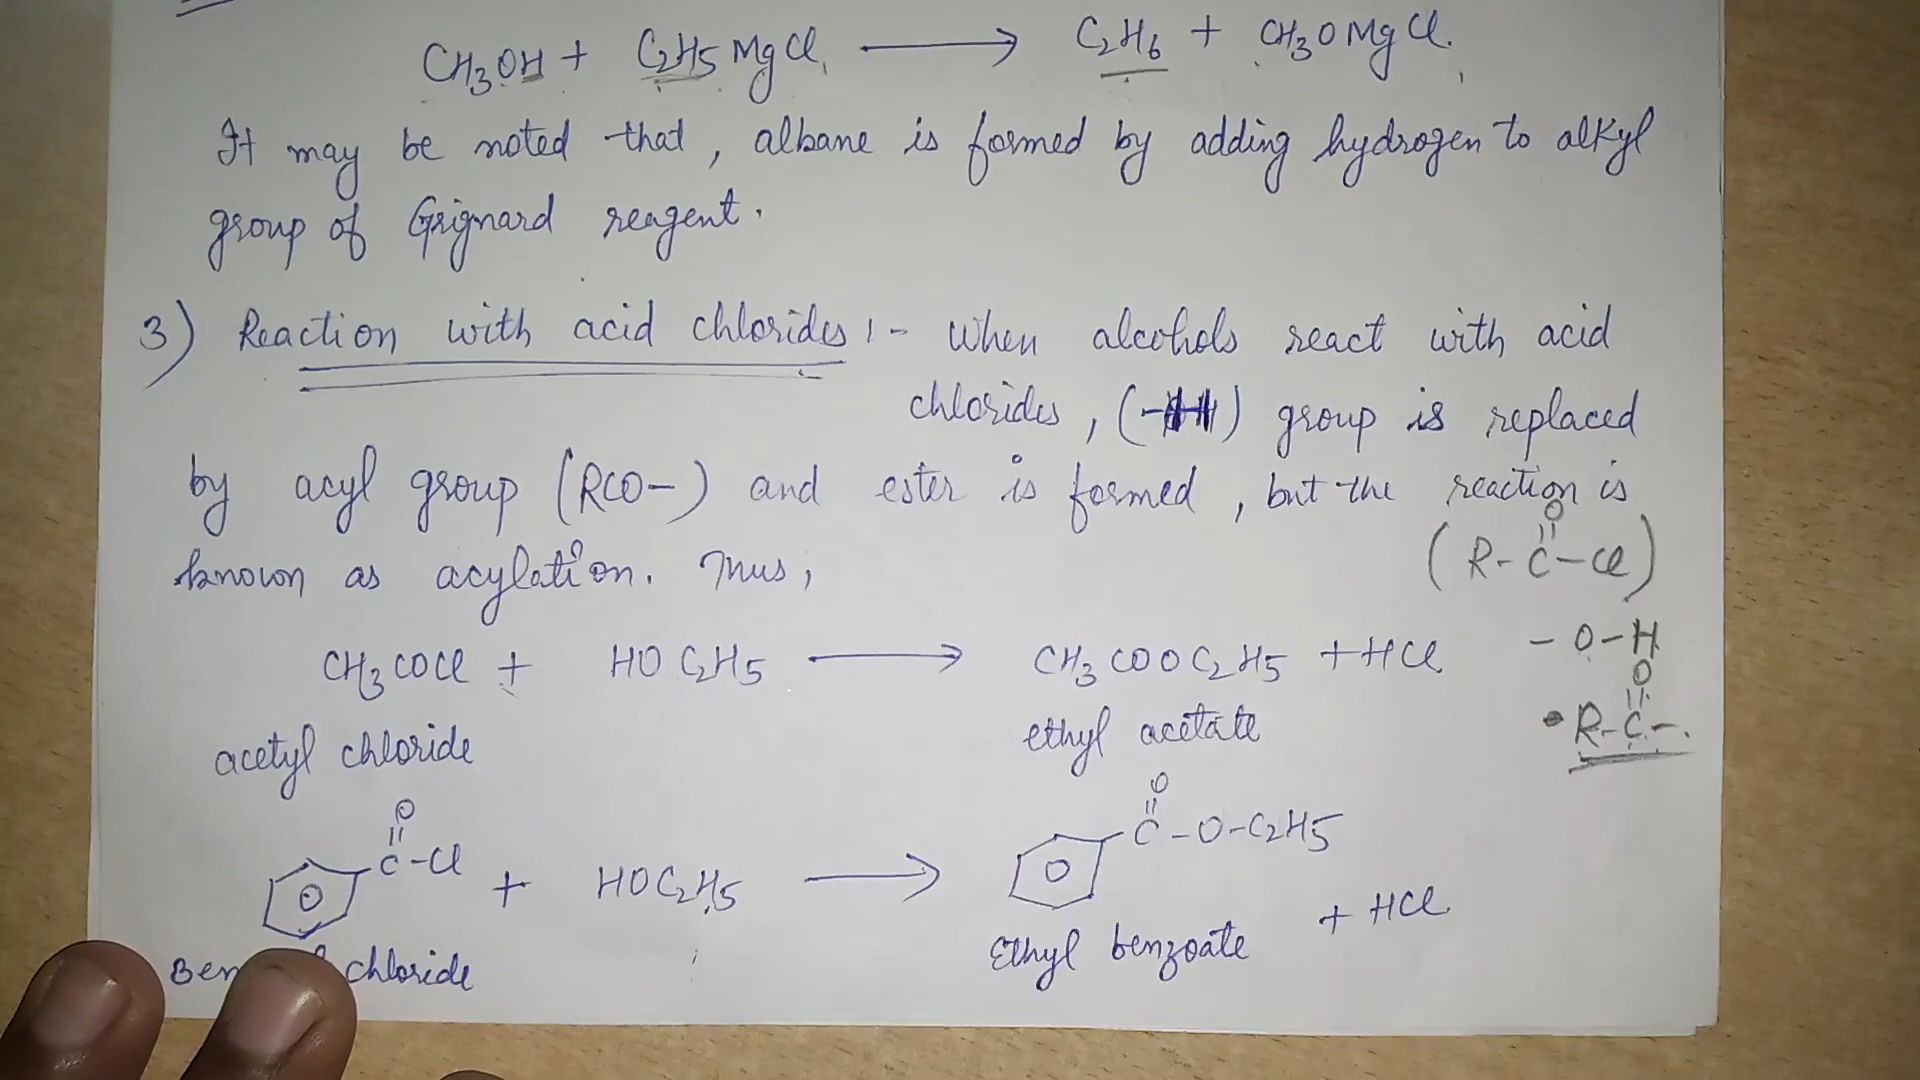 CH₃OH + C₂H₅MgCl ⟶ C₂H₆ + CH₃OMgCl.
It may be noted that, alkane is formed by adding hydrogen to alkyl
group of Grignard reagent.
3) Reaction with acid chlorides :- When alcohols react with acid
chlorides, (-H) group is replaced
by acyl group (RCO-) and ester is formed, but the reaction is
known as acylation. Thus,
(R-C-Cl)
O
||
CH₃COCl + HOC₂H₅ ⟶ CH₃COOC₂H₅ + HCl
-O-H
acetyl chloride ethyl acetate
O
||
R-C-.
O
||
C-Cl + HOC₂H₅ ⟶
O
||
C-O-C₂H₅
+ HCl
chloride Ethyl benzoate